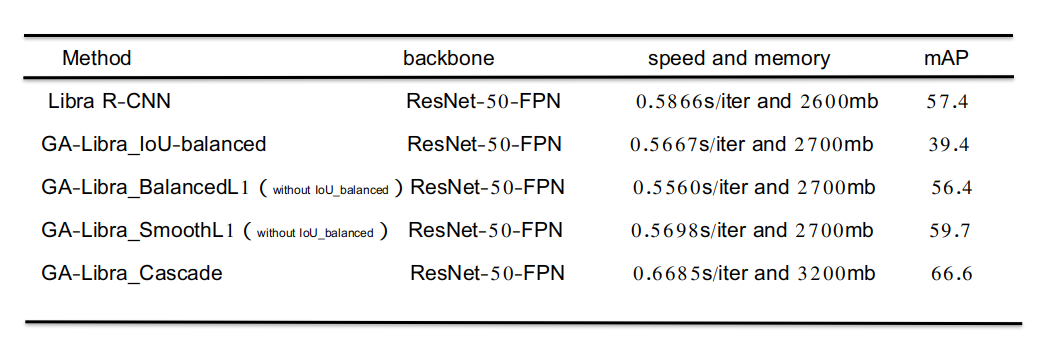 Method backbone speed and memory mAP
Libra R-CNN ResNet-50-FPN 0.5866s/iter and 2600mb 57.4
GA-Libra_IoU-balanced ResNet-50-FPN 0.5667s/iter and 2700mb 39.4
GA-Libra_BalancedL1 ( without IoU_balanced ) ResNet-50-FPN 0.5560s/iter and 2700mb 56.4
GA-Libra_SmoothL1 ( without IoU_balanced ) ResNet-50-FPN 0.5698s/iter and 2700mb 59.7
GA-Libra_Cascade ResNet-50-FPN 0.6685s/iter and 3200mb 66.6